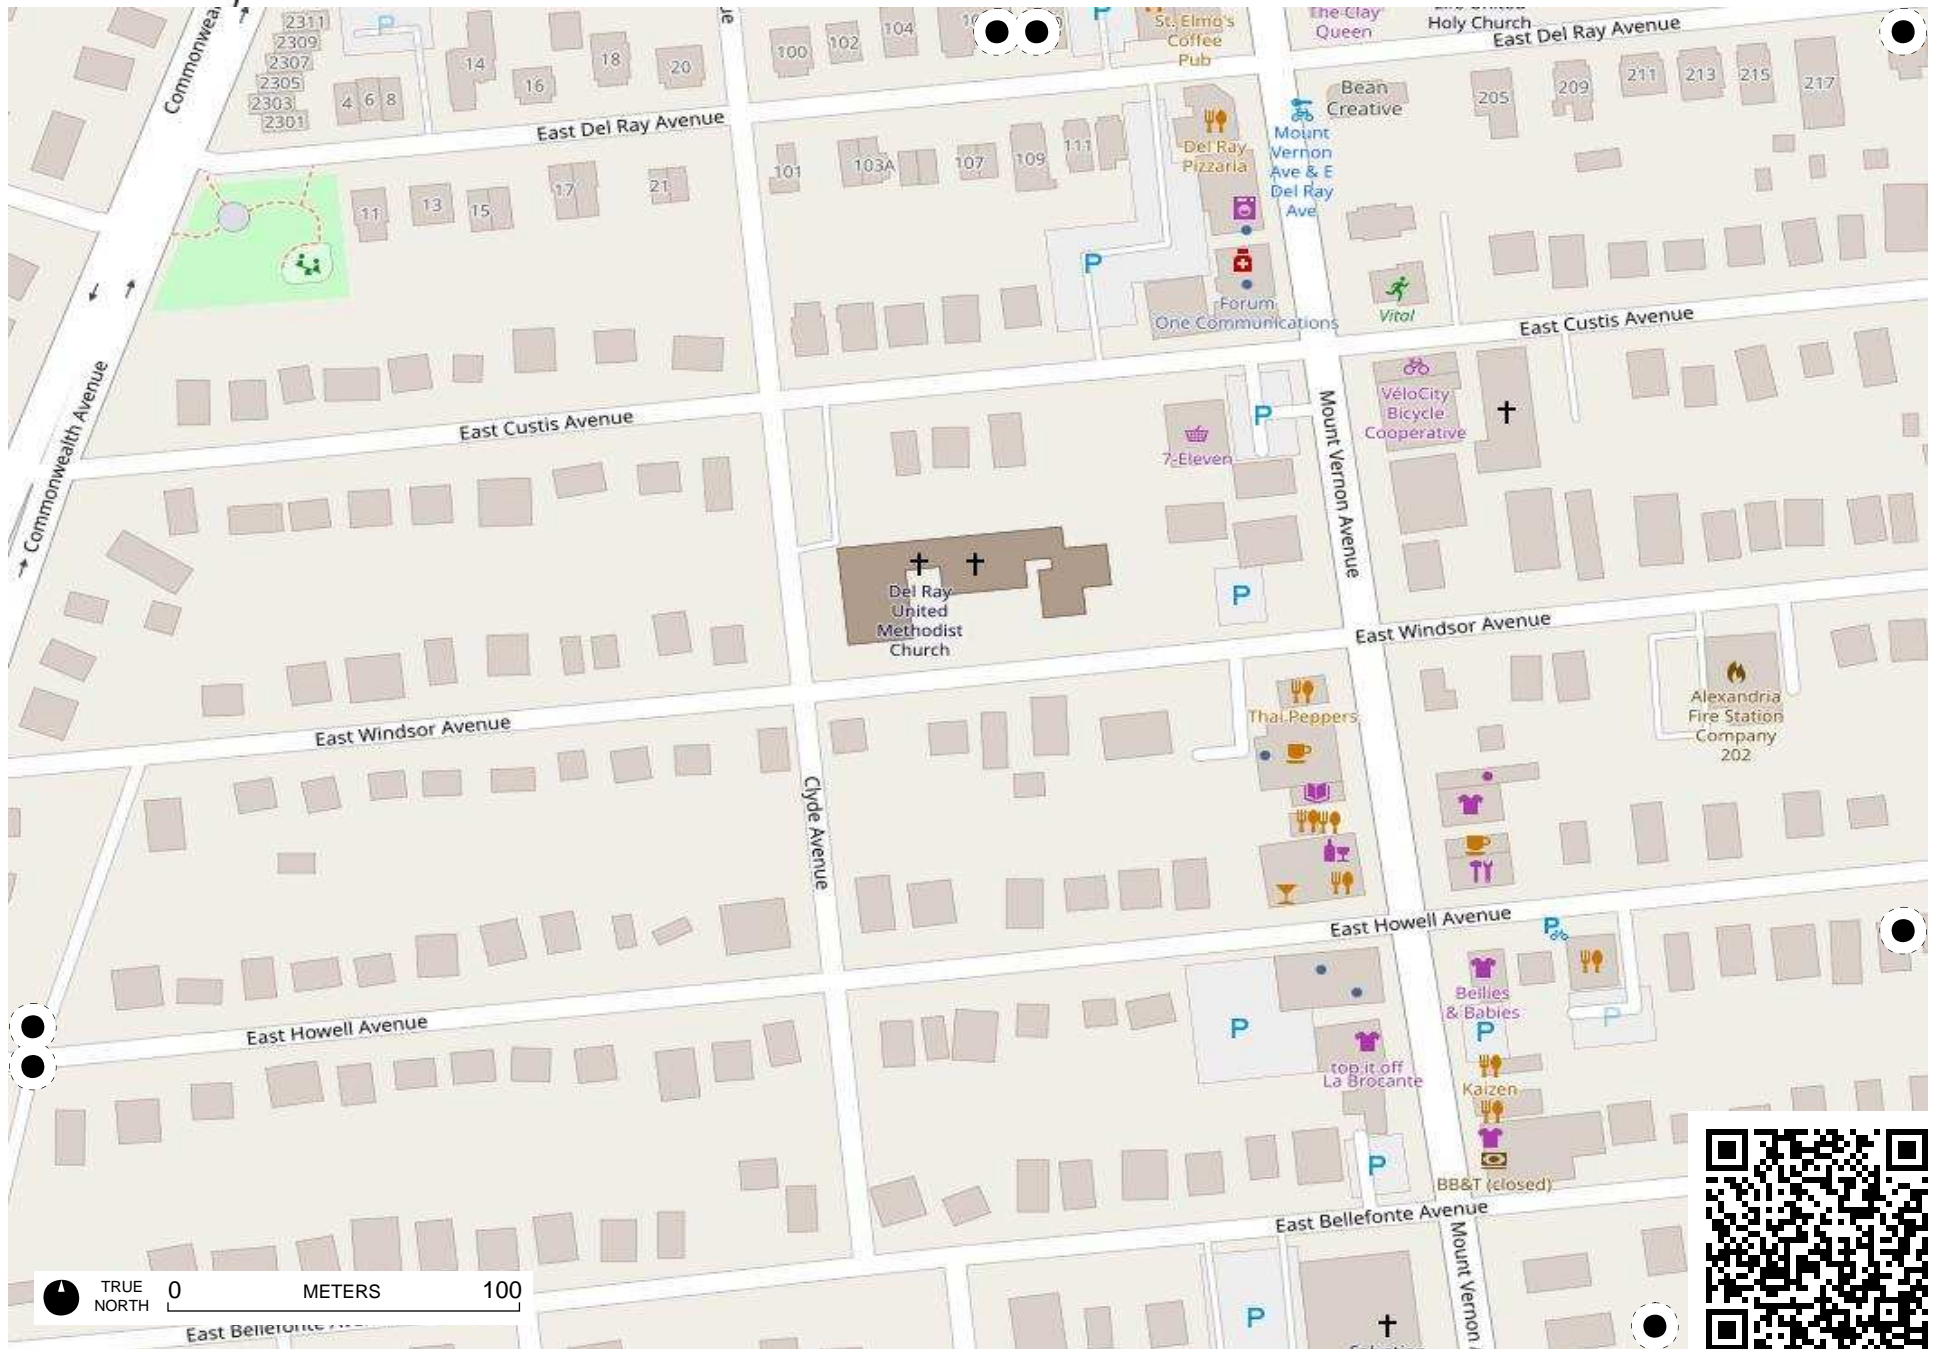 2311
2309
2307
2305
2303
2301
P
4
6
8
14
16
18
20
100
102
104
P
St. Elmo's
Coffee
Pub
The Clay
Queen
Holy Church
East Del Ray Avenue
East Del Ray Avenue
Bean
Creative
205
209
211
213
215
217
Del Ray
Pizzaria
Mount
Vernon
Ave & E
Del Ray
Ave
101
103A
107
109
111
11
13
15
17
21
P
Forum
One Communications
Vital
East Custis Avenue
Commonwealth Avenue
East Custis Avenue
P
7-Eleven
VéloCity
Bicycle
Cooperative
Mount Vernon Avenue
Del Ray
United
Methodist
Church
P
East Windsor Avenue
East Windsor Avenue
Thai Peppers
Alexandria
Fire Station
Company
202
Clyde Avenue
East Howell Avenue
East Howell Avenue
P
P
Bellies
& Babies
P
P
top it off
La Brocante
Kaizen
P
BB&T (closed)
East Bellefonte Avenue
Mount Vernon
P
TRUE
NORTH
0
METERS
100
East Bellefonte